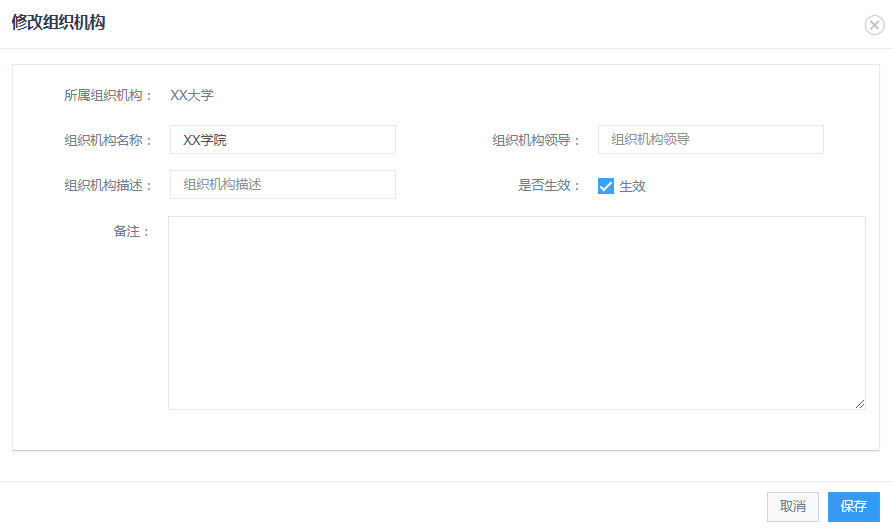 修改组织机构
所属组织机构： XX大学
组织机构名称： XX学院 组织机构领导： 组织机构领导
组织机构描述： 组织机构描述 是否生效： 生效
备注：
取消 保存